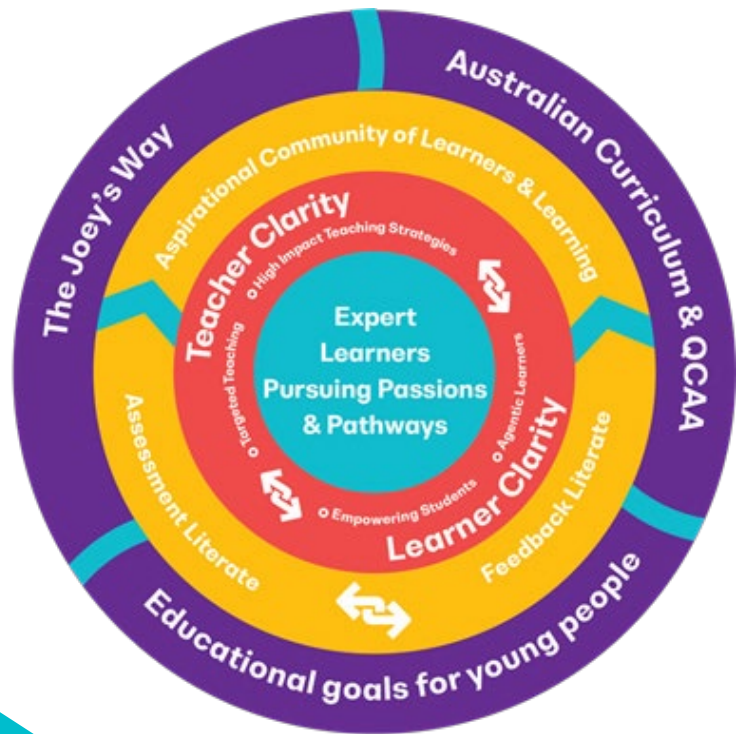 The Joey's Way
Australian Curriculum & QCAA
Educational goals for young people
Aspirational Community of Learners & Learning
Assessment Literate
Feedback Literate
Teacher Clarity
High Impact Teaching Strategies
Targeted Teaching
Learner Clarity
Agentic Learners
Empowering Students
Expert
Learners
Pursuing Passions
& Pathways